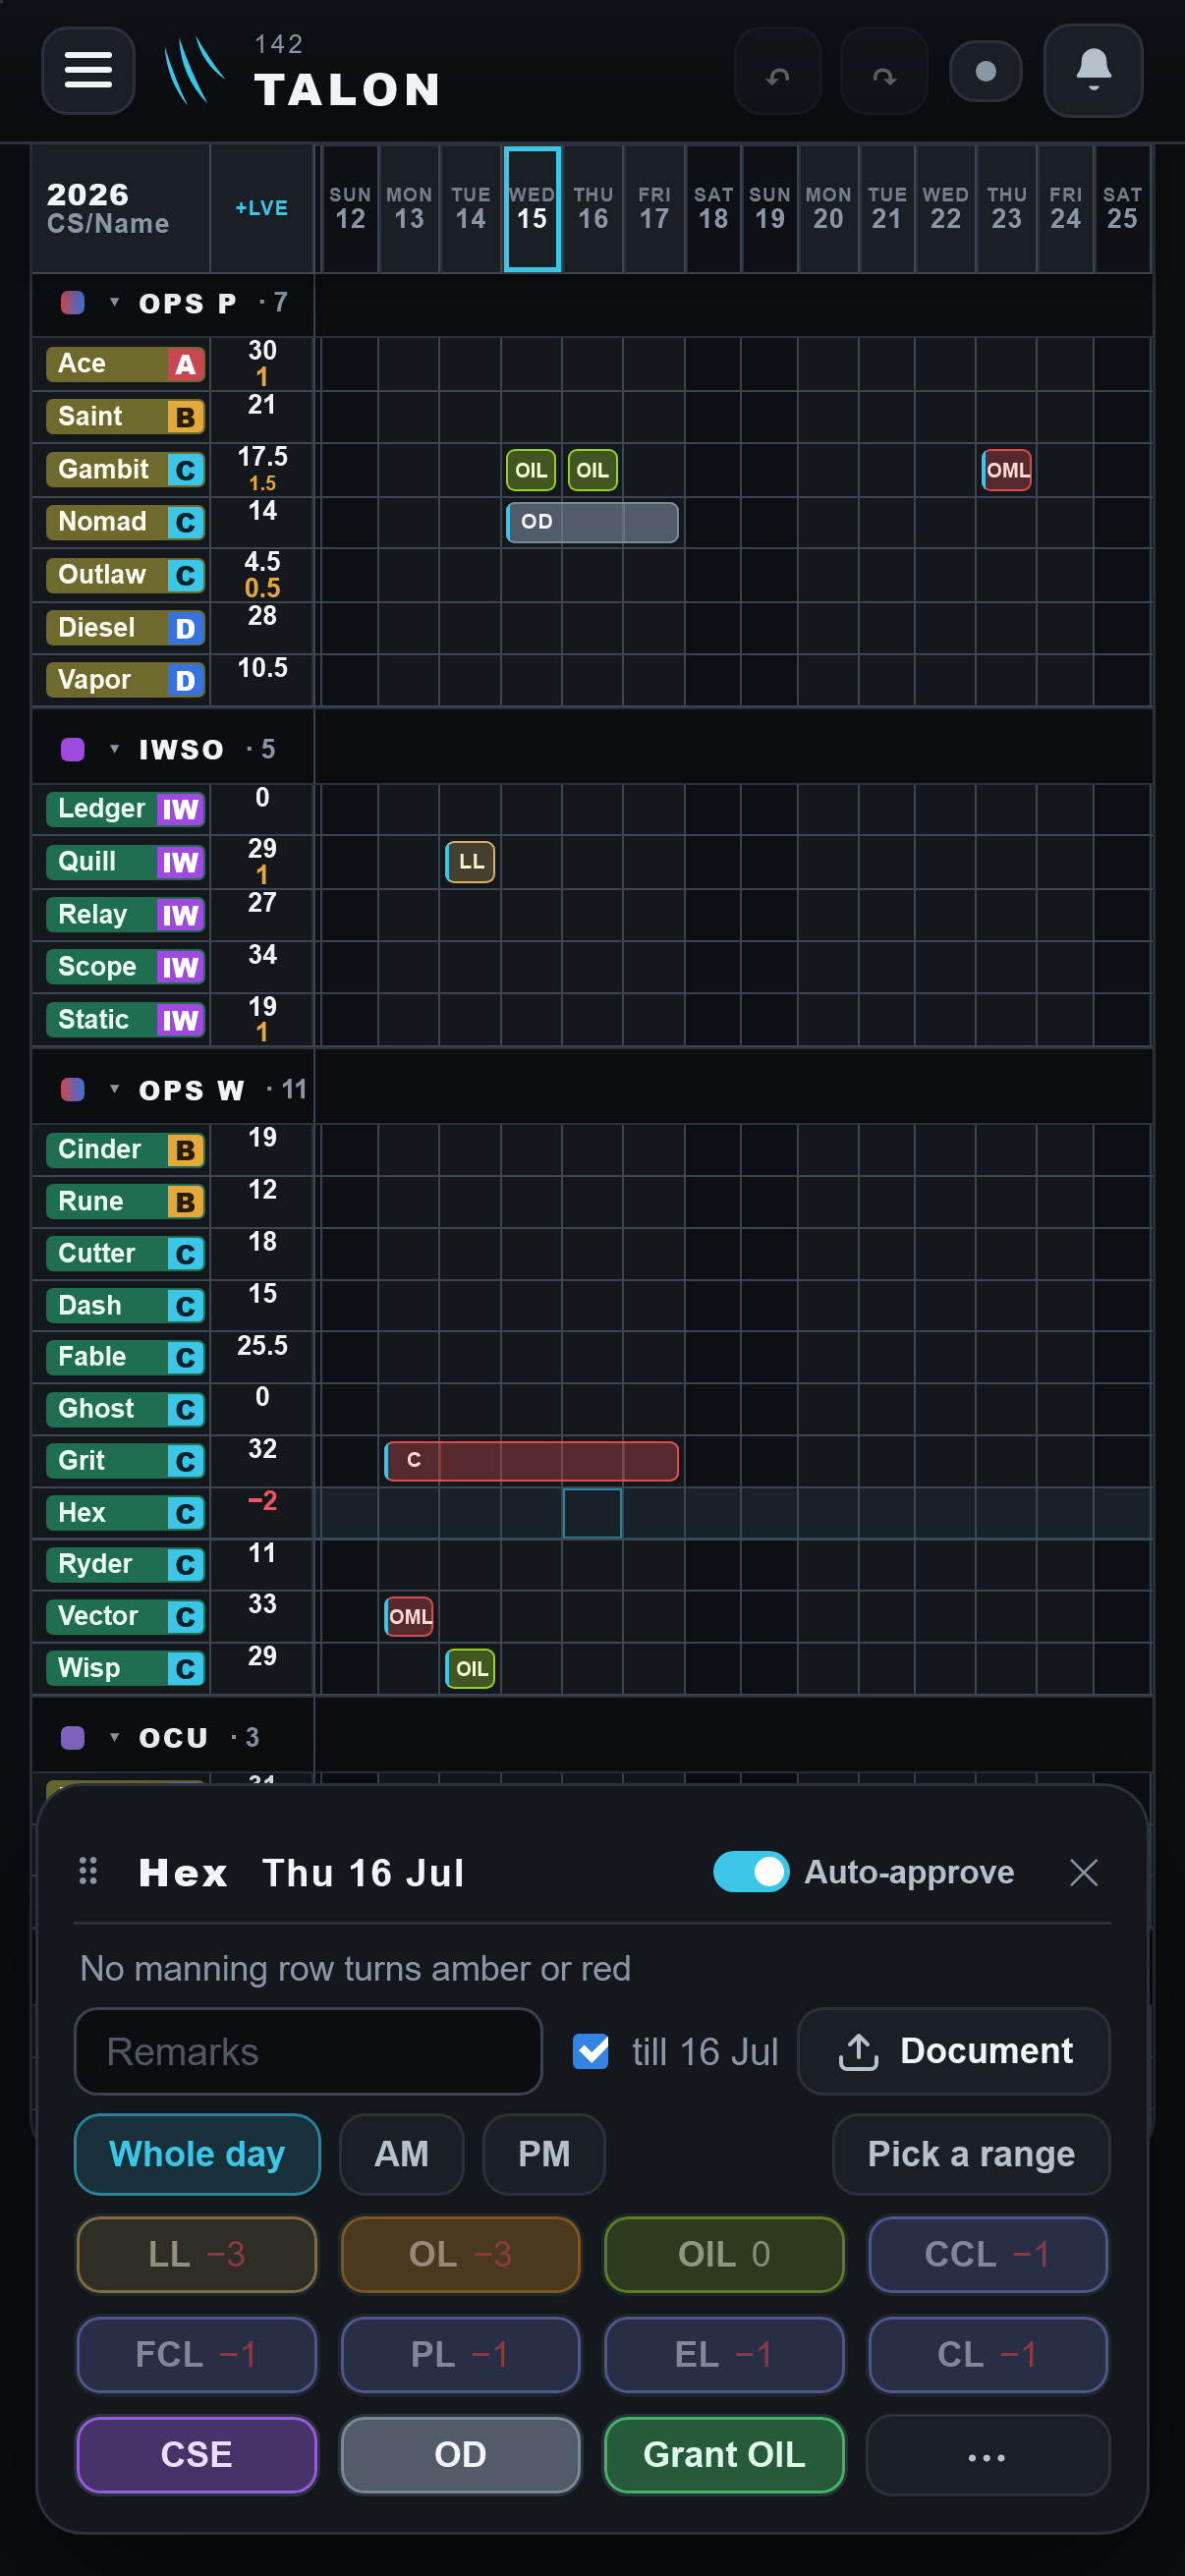 142
TALON
2026
CS/Name
+LVE
SUN 12 MON 13 TUE 14 WED 15 THU 16 FRI 17 SAT 18 SUN 19 MON 20 TUE 21 WED 22 THU 23 FRI 24 SAT 25
▾ OPS P · 7
Ace A 30 1
Saint B 21
Gambit C 17.5 1.5 OIL OIL OML
Nomad C 14 OD
Outlaw C 4.5 0.5
Diesel D 28
Vapor D 10.5
▾ IWSO · 5
Ledger IW 0
Quill IW 29 1 LL
Relay IW 27
Scope IW 34
Static IW 19 1
▾ OPS W · 11
Cinder B 19
Rune B 12
Cutter C 18
Dash C 15
Fable C 25.5
Ghost C 0
Grit C 32 C
Hex C −2
Ryder C 11
Vector C 33 OML
Wisp C 29 OIL
▾ OCU · 3
Hex Thu 16 Jul Auto-approve
No manning row turns amber or red
Remarks till 16 Jul Document
Whole day AM PM Pick a range
LL −3 OL −3 OIL 0 CCL −1
FCL −1 PL −1 EL −1 CL −1
CSE OD Grant OIL ...